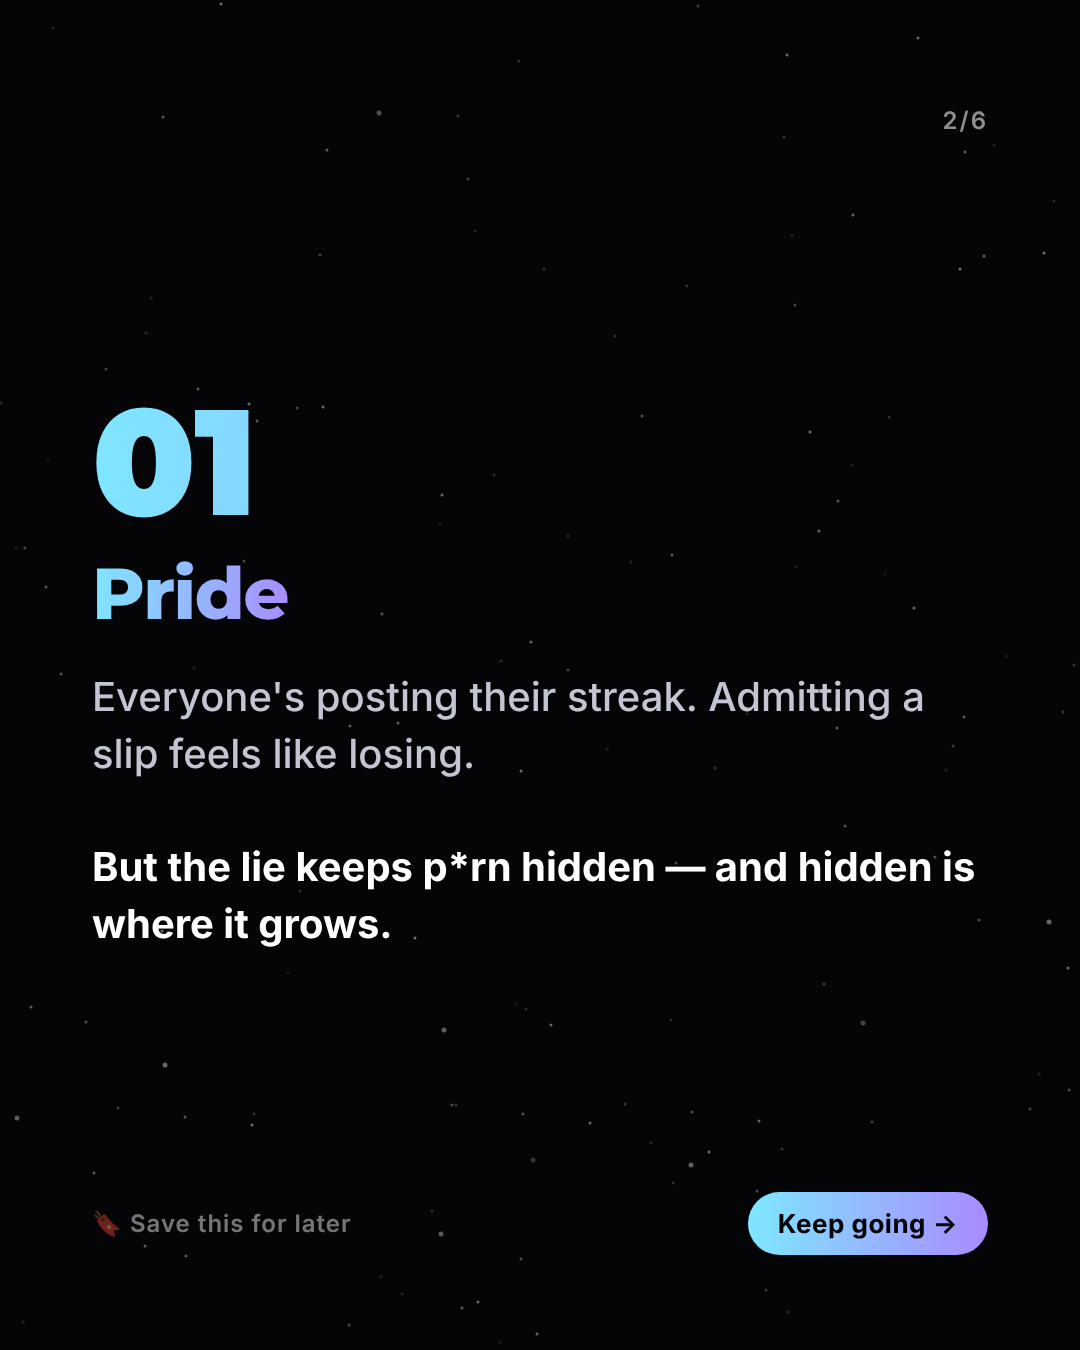 2/6
01
Pride
Everyone's posting their streak. Admitting a
slip feels like losing.
But the lie keeps p*rn hidden — and hidden is
where it grows.
🔖 Save this for later
Keep going →